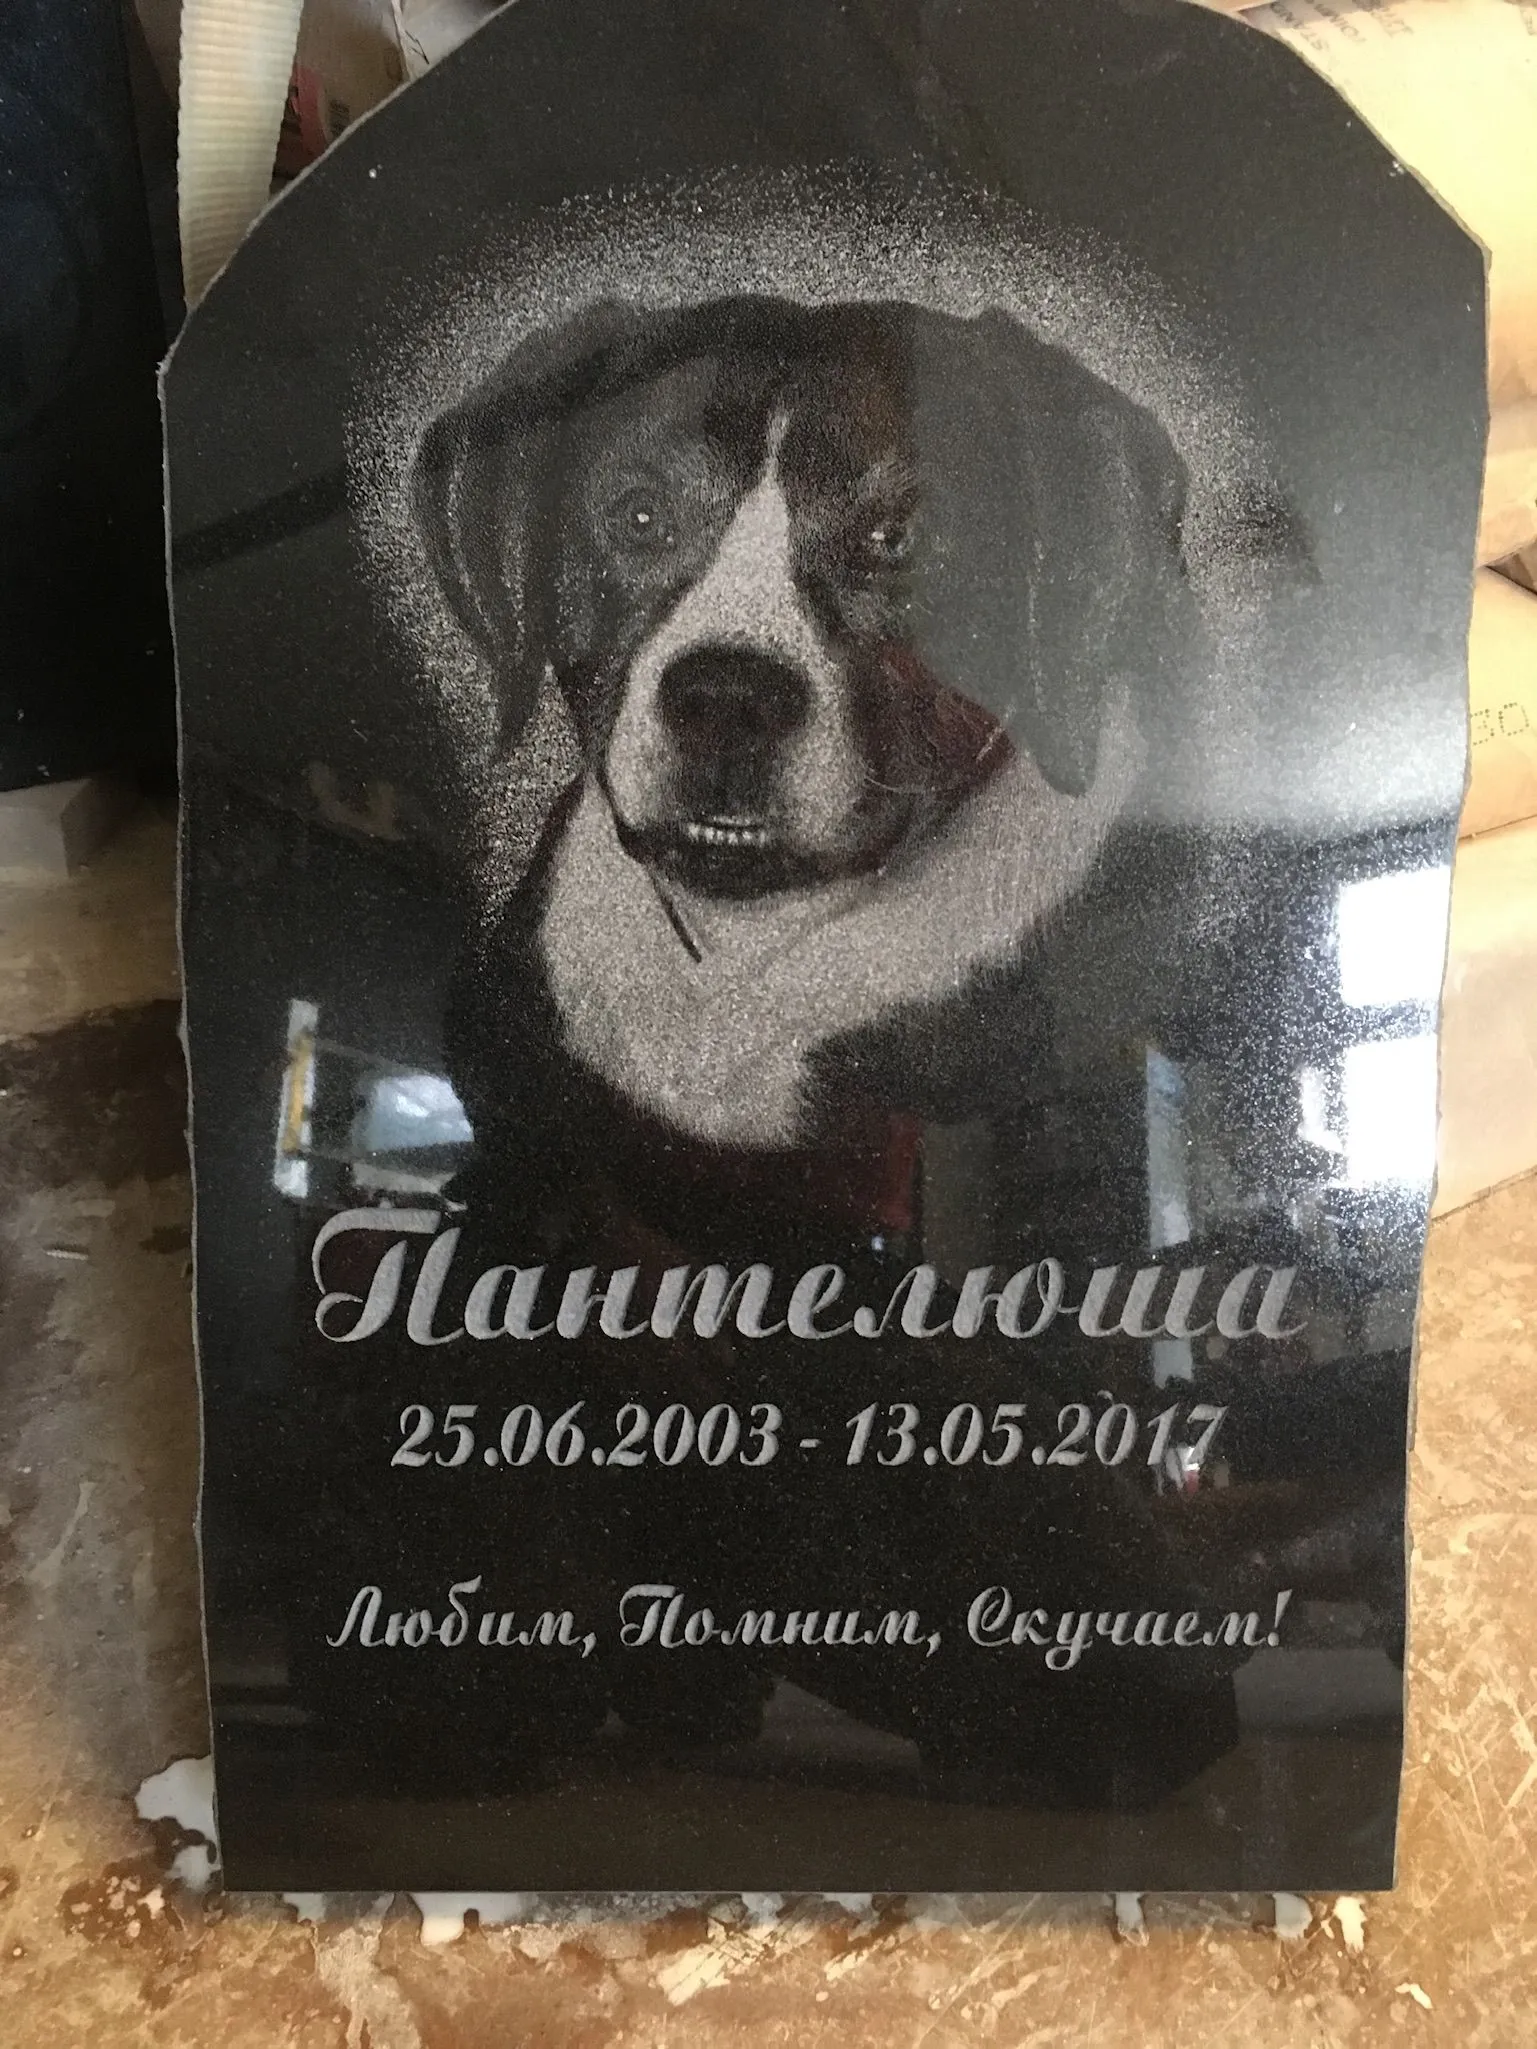 Пантелюша
25.06.2003 - 13.05.2017
Любим, Помним, Скучаем!